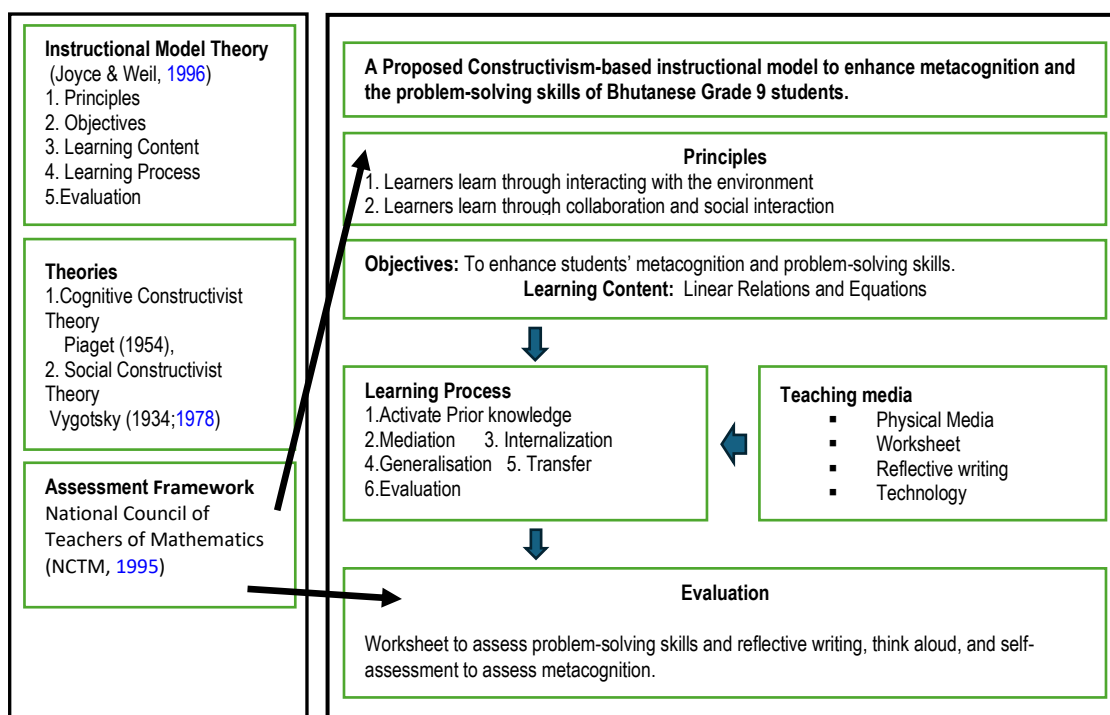 Instructional Model Theory
(Joyce & Weil, 1996)
1. Principles
2. Objectives
3. Learning Content
4. Learning Process
5.Evaluation
Theories
1.Cognitive Constructivist
Theory
Piaget (1954),
2. Social Constructivist
Theory
Vygotsky (1934;1978)
Assessment Framework
National Council of
Teachers of Mathematics
(NCTM, 1995)
A Proposed Constructivism-based instructional model to enhance metacognition and
the problem-solving skills of Bhutanese Grade 9 students.
Principles
1. Learners learn through interacting with the environment
2. Learners learn through collaboration and social interaction
Objectives: To enhance students’ metacognition and problem-solving skills.
Learning Content: Linear Relations and Equations
Learning Process
1.Activate Prior knowledge
2.Mediation 3. Internalization
4.Generalisation 5. Transfer
6.Evaluation
Teaching media
▪ Physical Media
▪ Worksheet
▪ Reflective writing
▪ Technology
Evaluation
Worksheet to assess problem-solving skills and reflective writing, think aloud, and self-
assessment to assess metacognition.